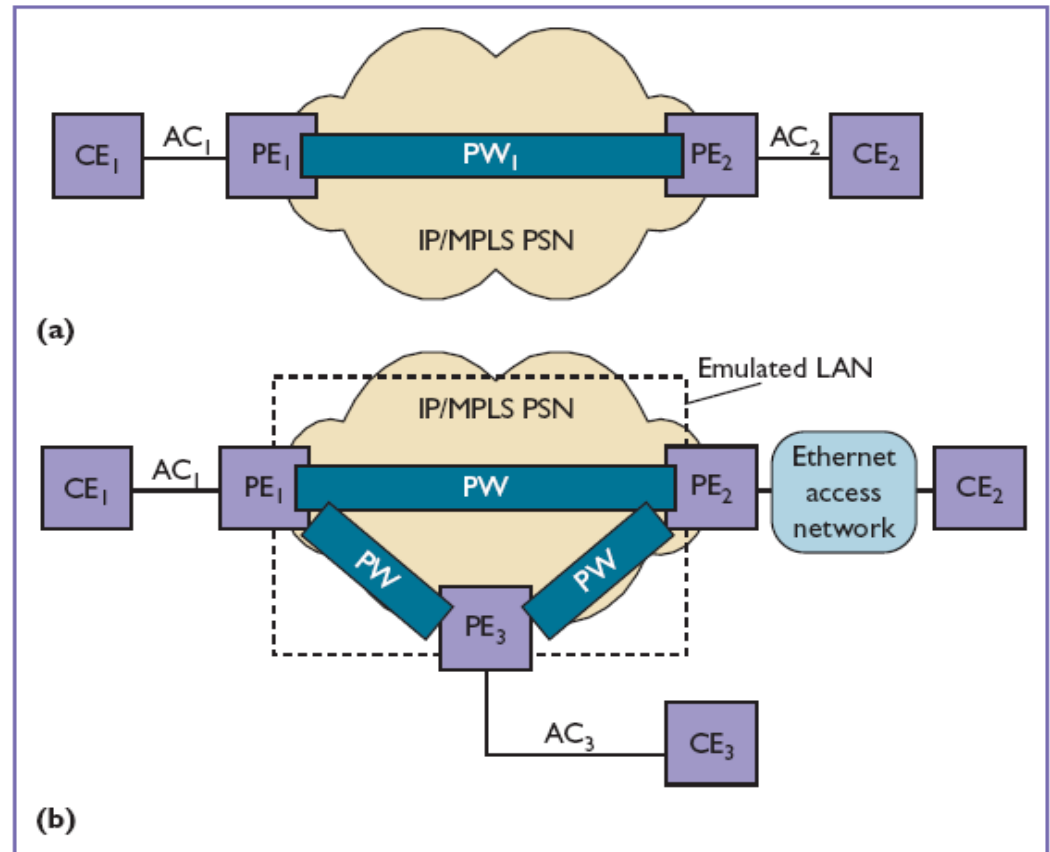 AC₁
AC₂
CE₁
PE₁
PW₁
PE₂
CE₂
IP/MPLS PSN
(a)
Emulated LAN
IP/MPLS PSN
CE₁
AC₁
PE₁
PW
PE₂
Ethernet
access
network
CE₂
PW
PW
PE₃
AC₃
CE₃
(b)